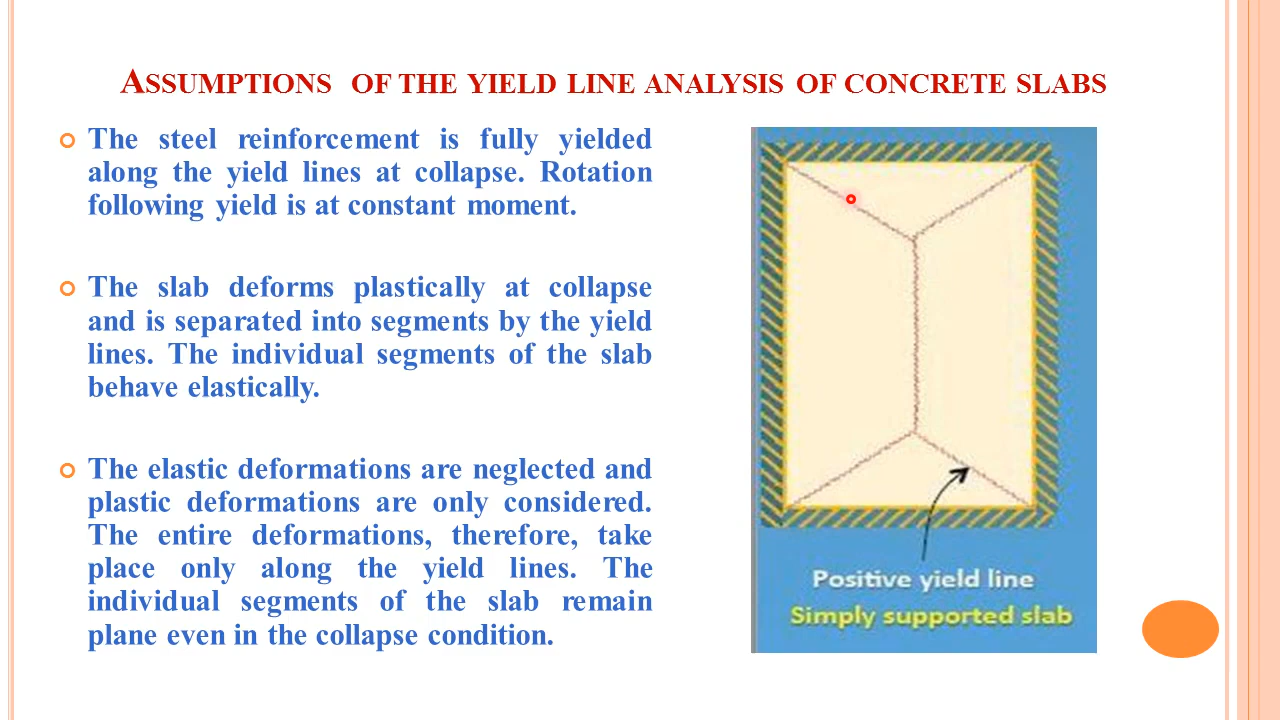 ASSUMPTIONS OF THE YIELD LINE ANALYSIS OF CONCRETE SLABS
The steel reinforcement is fully yielded
along the yield lines at collapse. Rotation
following yield is at constant moment.
The slab deforms plastically at collapse
and is separated into segments by the yield
lines. The individual segments of the slab
behave elastically.
The elastic deformations are neglected and
plastic deformations are only considered.
The entire deformations, therefore, take
place only along the yield lines. The
individual segments of the slab remain
plane even in the collapse condition.
Positive yield line
Simply supported slab